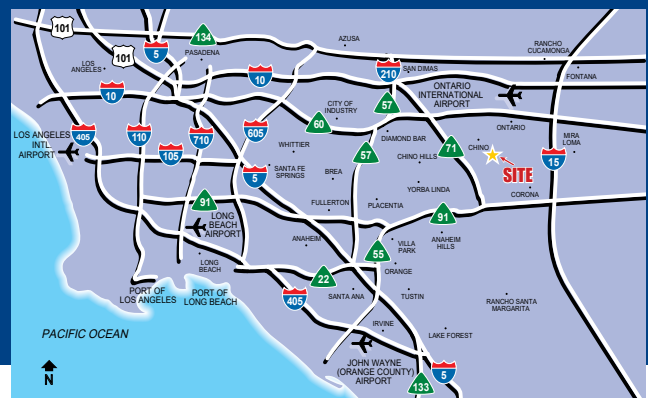 101
134
AZUSA
RANCHO
CUCAMONGA
5
PASADENA
101
LOS
ANGELES
10
210
SAN DIMAS
FONTANA
10
ONTARIO
INTERNATIONAL
AIRPORT
57
CITY OF
INDUSTRY
60
ONTARIO
LOS ANGELES
INTL.
AIRPORT
405
110
710
605
DIAMOND BAR
71
CHINO
MIRA
LOMA
WHITTIER
57
CHINO HILLS
15
105
SITE
SANTA FE
SPRINGS
5
BREA
YORBA LINDA
CORONA
91
FULLERTON
PLACENTIA
91
LONG
BEACH
AIRPORT
ANAHEIM
VILLA
PARK
ANAHEIM
HILLS
55
LONG
BEACH
ORANGE
22
PORT OF
LOS ANGELES
PORT OF
LONG BEACH
405
SANTA ANA
TUSTIN
RANCHO SANTA
MARGARITA
IRVINE
PACIFIC OCEAN
LAKE FOREST
JOHN WAYNE
(ORANGE COUNTY)
AIRPORT
5
N
133